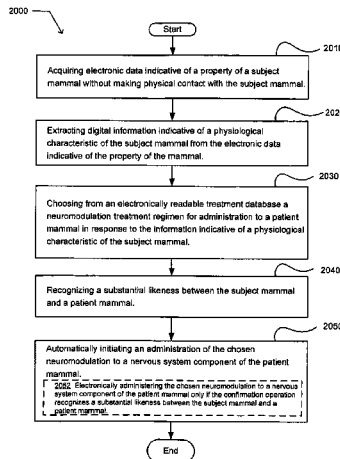 2000
Start
2010
Acquiring electronic data indicative of a property of a subject
mammal without making physical contact with the subject mammal.
202
Extracting digital information indicative of a physiological
characteristic of the subject mammal from the electronic data
indicative of the property of the mammal.
2030
Choosing from an electronically readable treatment database a
neuromodulation treatment regimen for administration to a patient
mammal in response to the information indicative of a physiological
characteristic of the subject mammal.
2040
Recognizing a substantial likeness between the subject mammal
and a patient mammal.
2050
Automatically initiating an administration of the chosen
neuromodulation to a nervous system component of the patient
mammal.
2052 Electronically administering the chosen neuromodulation to a nervous
system component of the patient mammal only if the confirmation operation
recognizes a substantial likeness between the subject mammal and a
patient mammal.
End